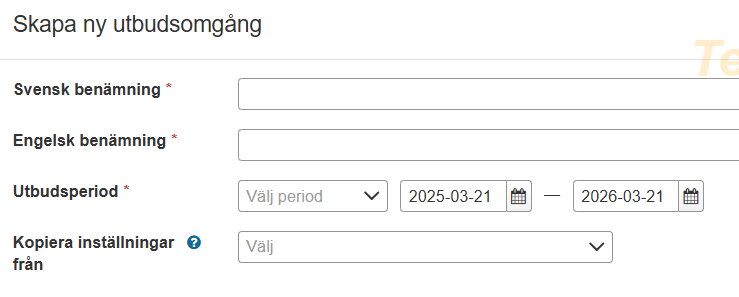 Skapa ny utbudsomgång
Te
Svensk benämning *
Engelsk benämning *
Utbudsperiod * Välj period 2025-03-21 — 2026-03-21
Kopiera inställningar ? Välj
från